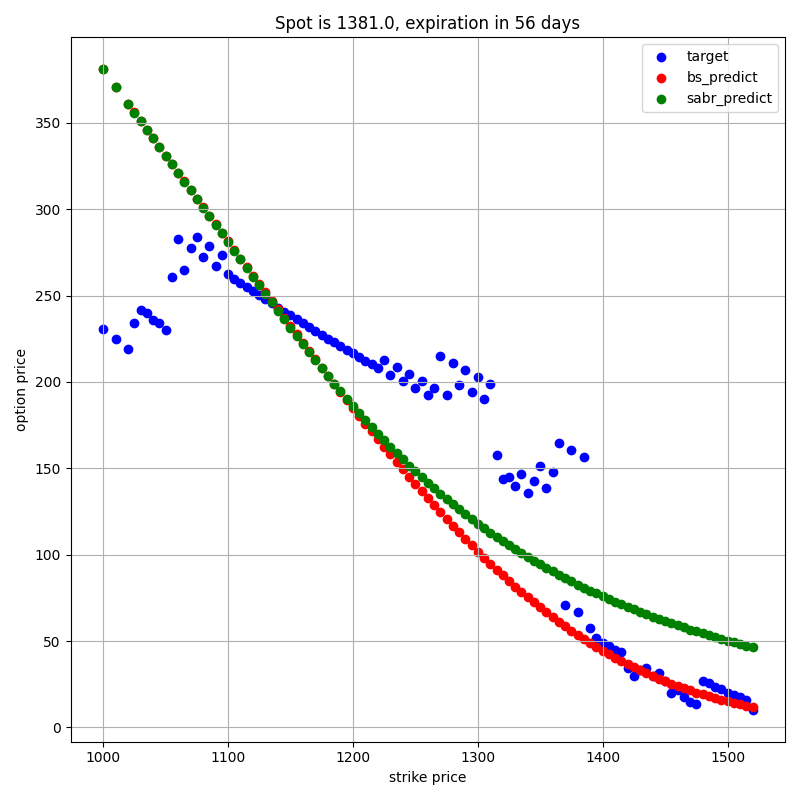 Spot is 1381.0, expiration in 56 days
target
bs_predict
sabr_predict
option price
350
300
250
200
150
100
50
0
1000 1100 1200 1300 1400 1500
strike price